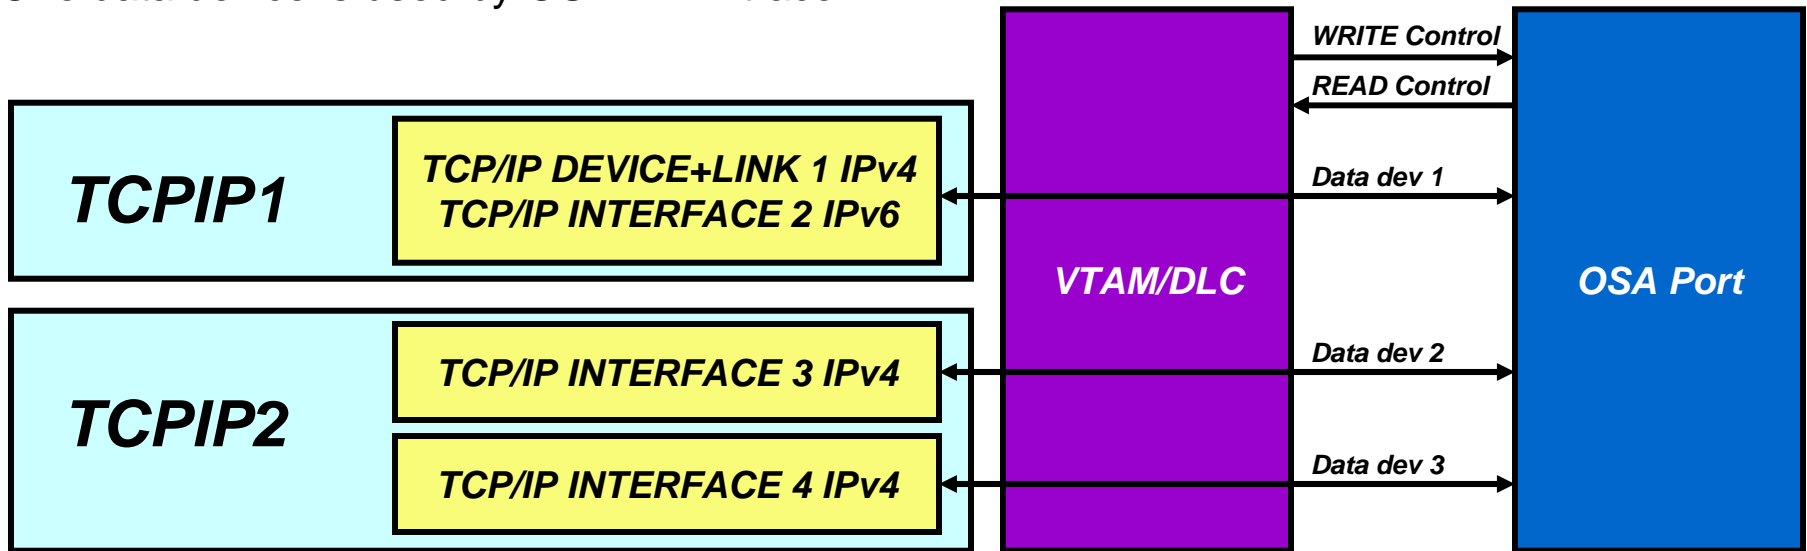 WRITE Control
READ Control
TCPIP1
TCP/IP DEVICE+LINK 1 IPv4
TCP/IP INTERFACE 2 IPv6
Data dev 1
VTAM/DLC
OSA Port
TCPIP2
TCP/IP INTERFACE 3 IPv4
Data dev 2
TCP/IP INTERFACE 4 IPv4
Data dev 3